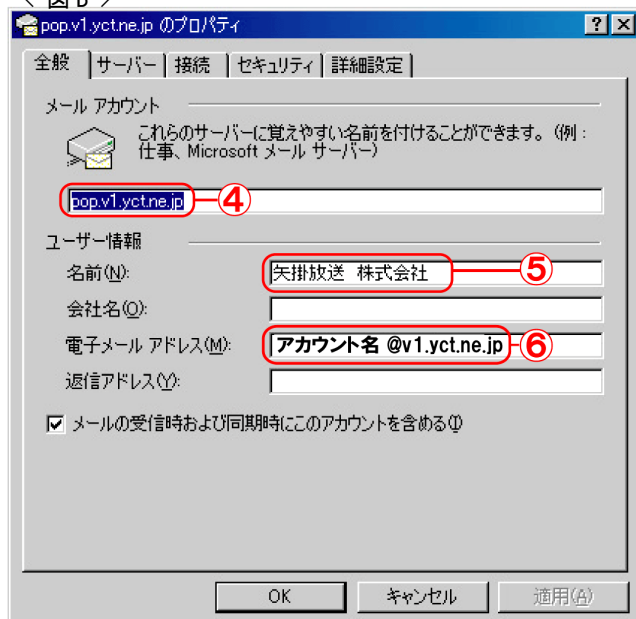 < 図 B >
pop.v1.yct.ne.jp のプロパティ
全般 サーバー 接続 セキュリティ 詳細設定
メール アカウント
これらのサーバーに覚えやすい名前を付けることができます。(例 :
仕事、Microsoft メール サーバー)
pop.v1.yct.ne.jp ④
ユーザー情報
名前(N): 矢掛放送 株式会社 ⑤
会社名(O):
電子メール アドレス(M): アカウント名 @v1.yct.ne.jp ⑥
返信アドレス(Y):
メールの受信時および同期時にこのアカウントを含める(I)
OK キャンセル 適用(A)